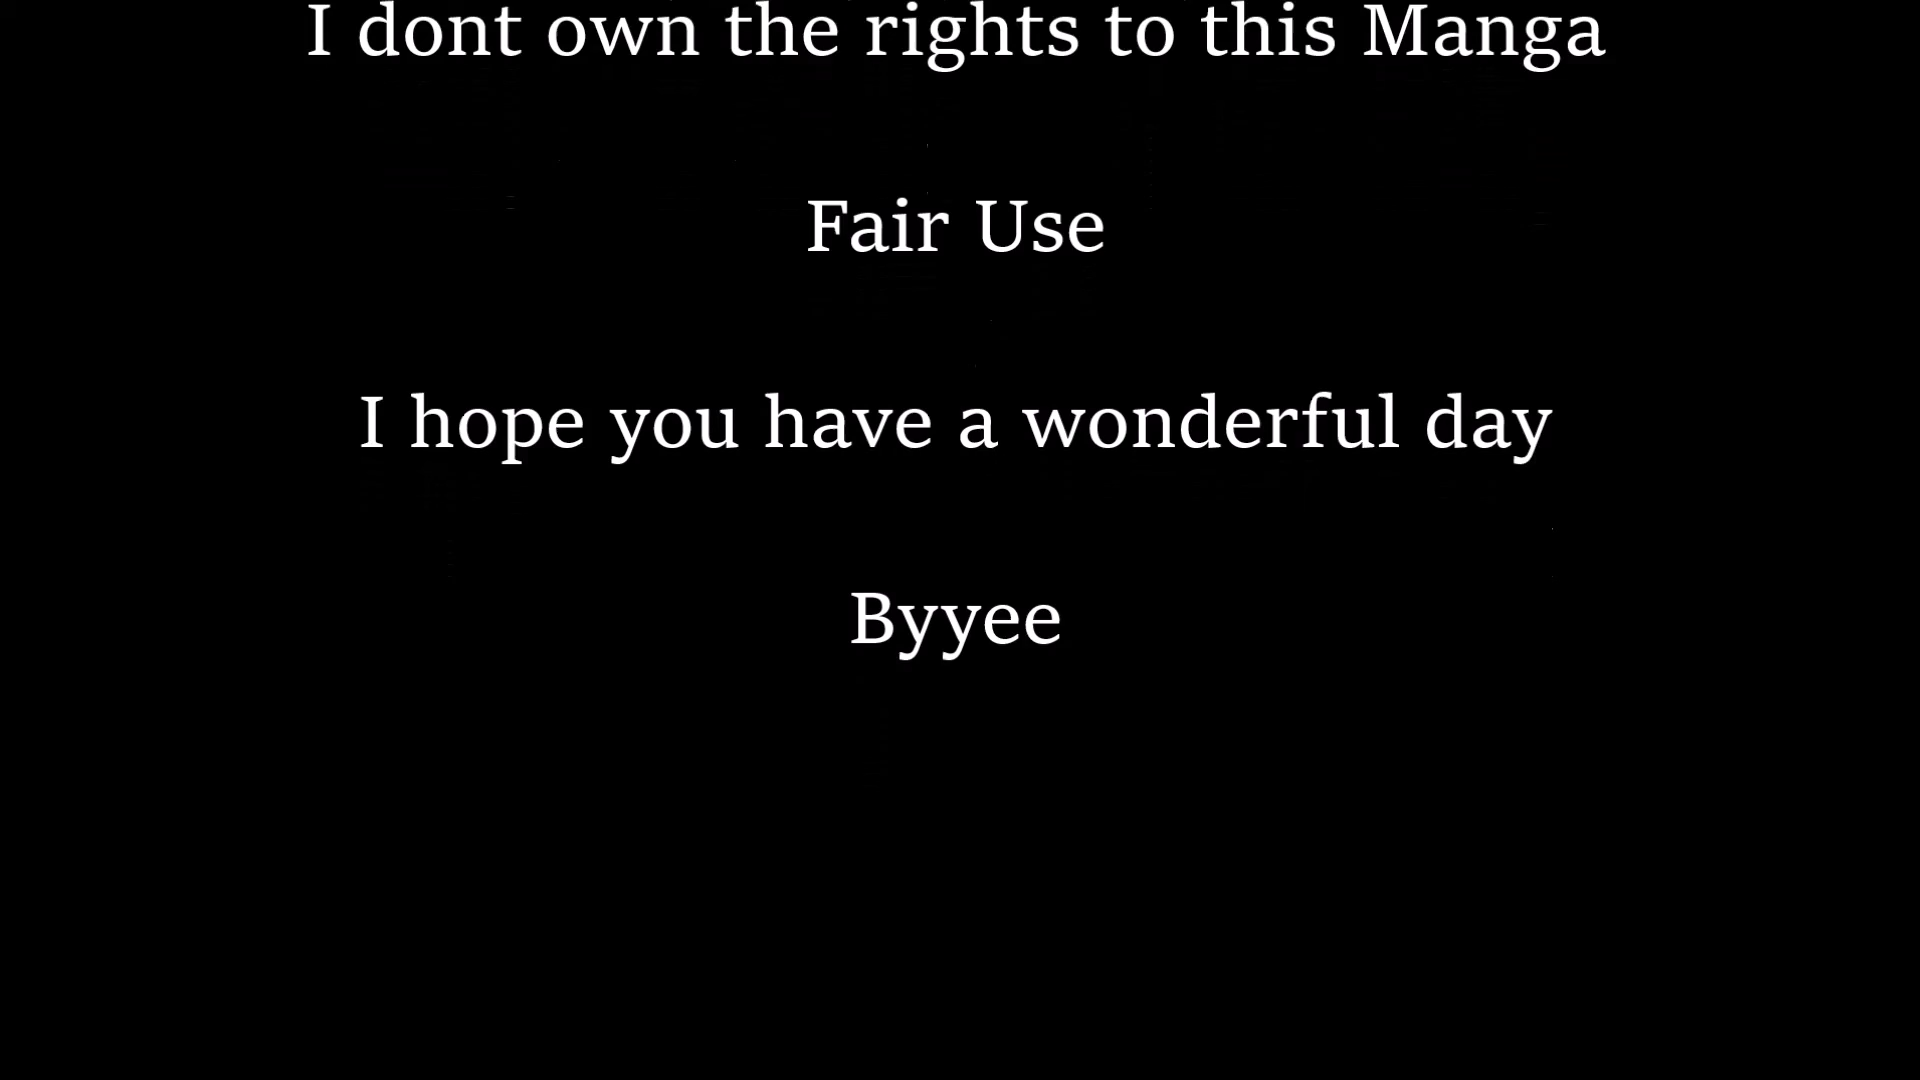 I dont own the rights to this Manga
Fair Use
I hope you have a wonderful day
Byyee